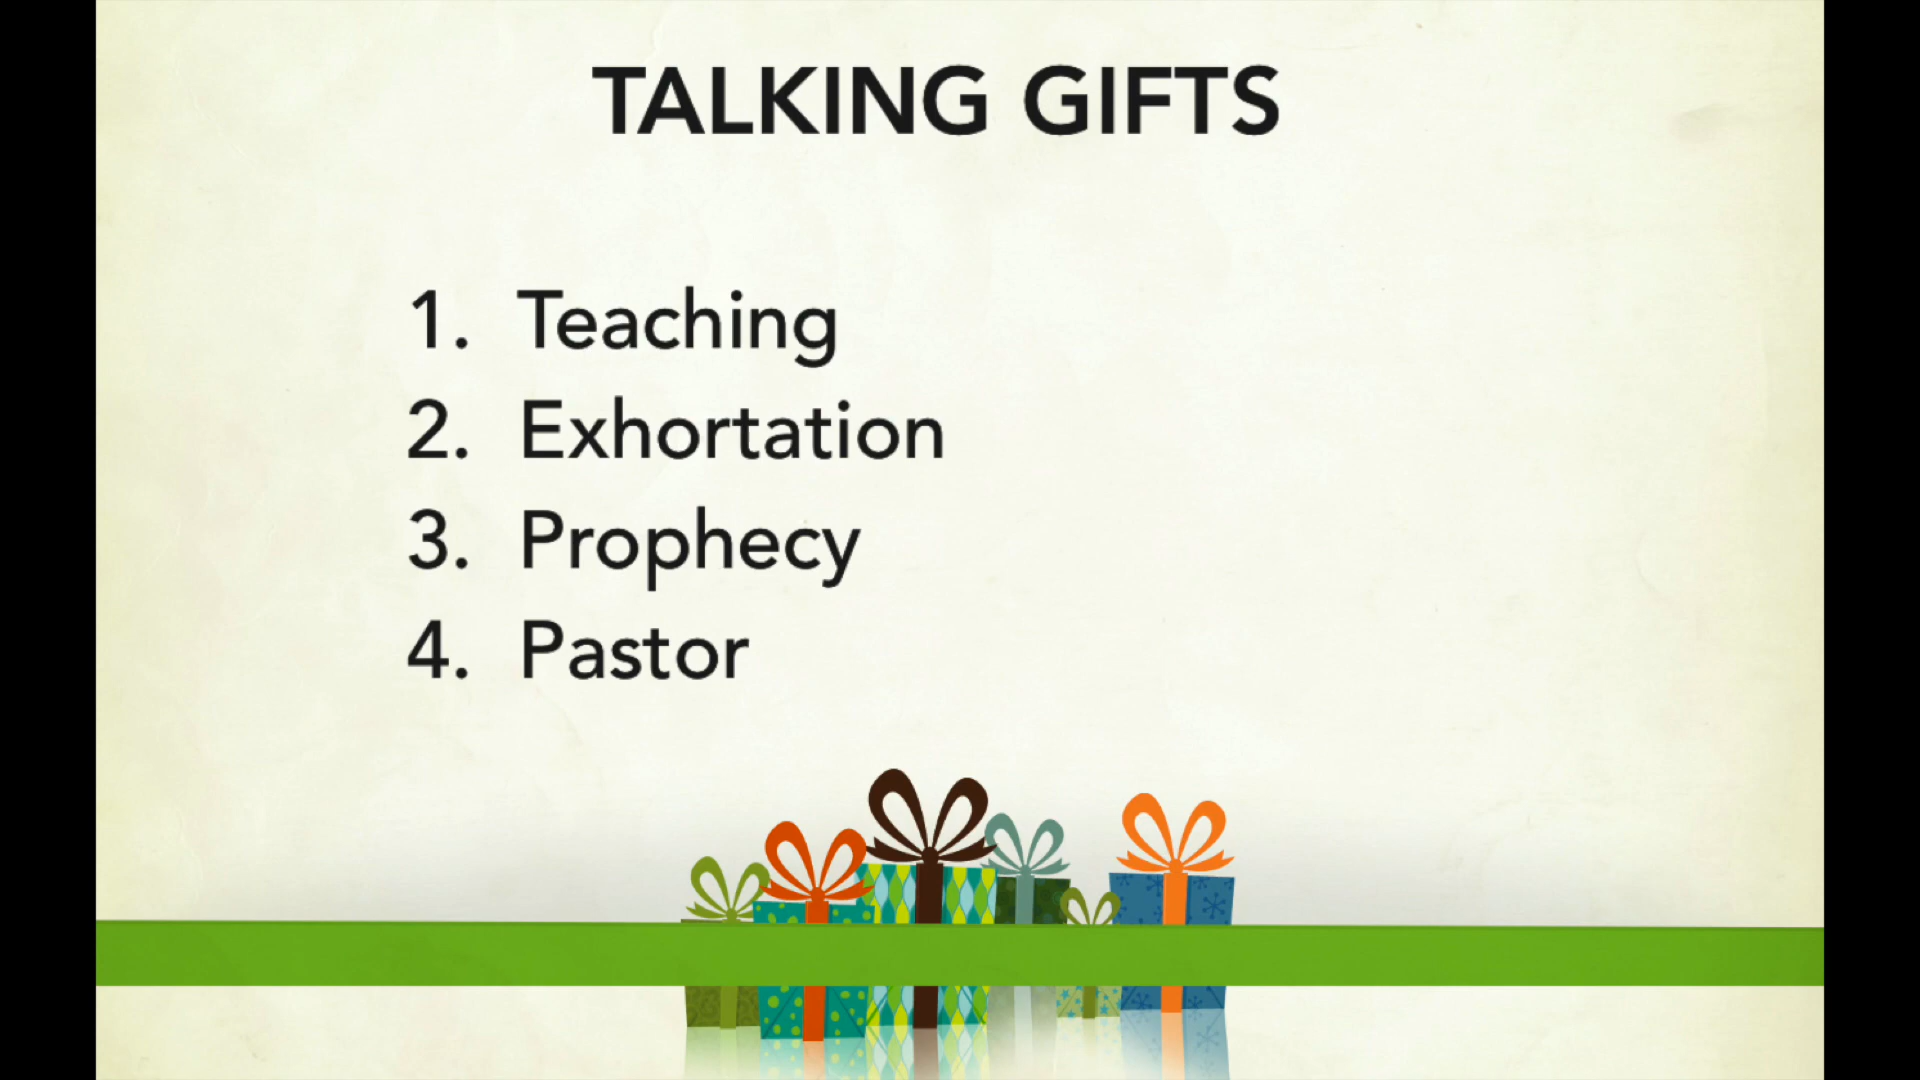 TALKING GIFTS
1. Teaching
2. Exhortation
3. Prophecy
4. Pastor